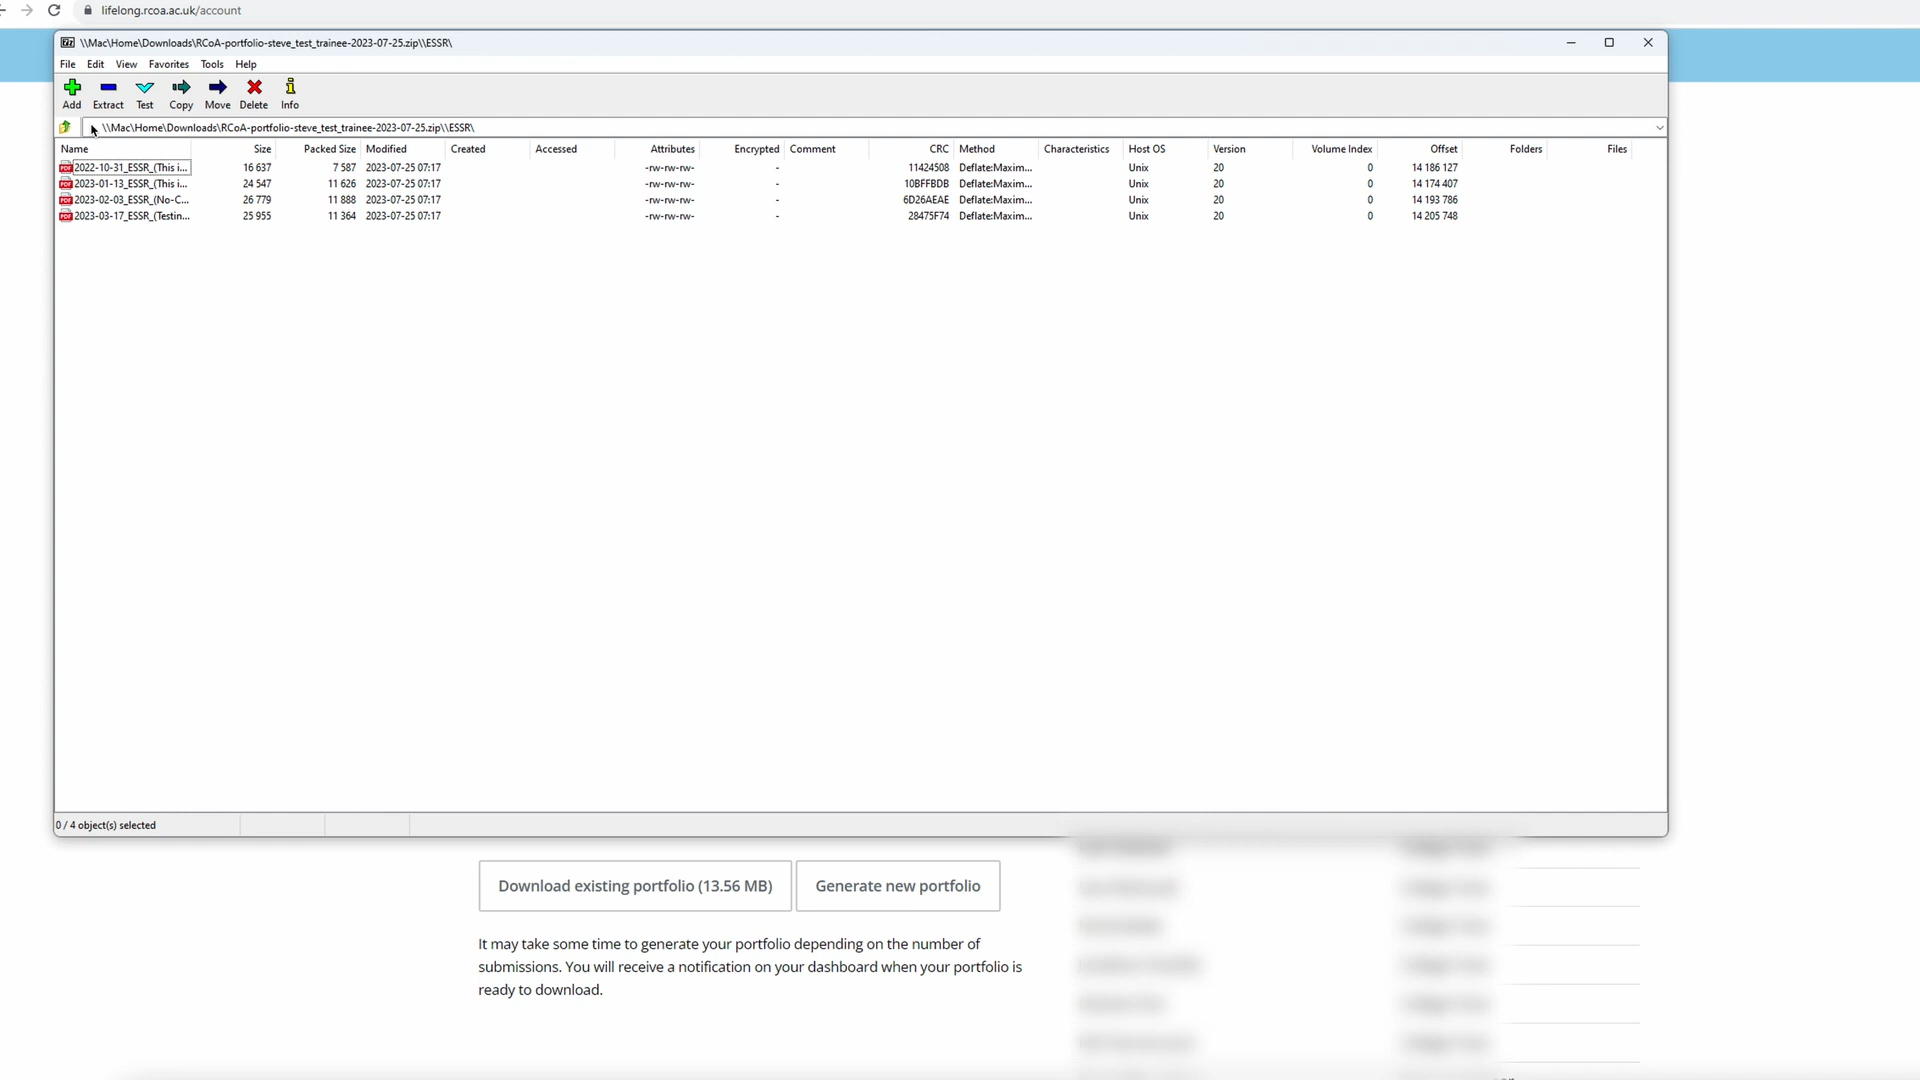 lifelong.rcoa.ac.uk/account
\\Mac\Home\Downloads\RCoA-portfolio-steve_test_trainee-2023-07-25.zip\\ESSR\
File Edit View Favorites Tools Help
Add Extract Test Copy Move Delete Info
\\Mac\Home\Downloads\RCoA-portfolio-steve_test_trainee-2023-07-25.zip\\ESSR\
Name Size Packed Size Modified Created Accessed Attributes Encrypted Comment CRC Method Characteristics Host OS Version Volume Index Offset Folders Files
2022-10-31_ESSR_(This i... 16 637 7 587 2023-07-25 07:17 -rw-rw-rw- - 11424508 Deflate:Maxim... Unix 20 0 14 186 127
2023-01-13_ESSR_(This i... 24 547 11 626 2023-07-25 07:17 -rw-rw-rw- - 10BFFBDB Deflate:Maxim... Unix 20 0 14 174 407
2023-02-03_ESSR_(No-C... 26 779 11 888 2023-07-25 07:17 -rw-rw-rw- - 6D26AEAE Deflate:Maxim... Unix 20 0 14 193 786
2023-03-17_ESSR_(Testin... 25 955 11 364 2023-07-25 07:17 -rw-rw-rw- - 28475F74 Deflate:Maxim... Unix 20 0 14 205 748
0 / 4 object(s) selected
Download existing portfolio (13.56 MB) Generate new portfolio
It may take some time to generate your portfolio depending on the number of
submissions. You will receive a notification on your dashboard when your portfolio is
ready to download.